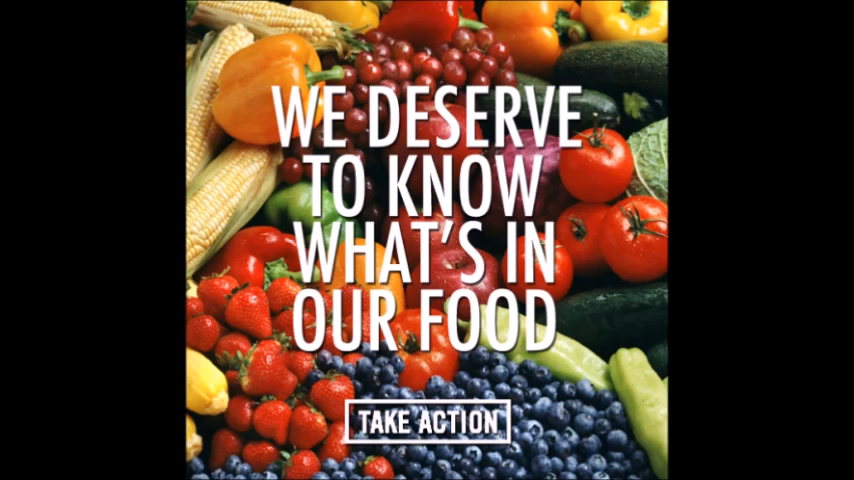 WE DESERVE
TO KNOW
WHAT'S IN
OUR FOOD
TAKE ACTION